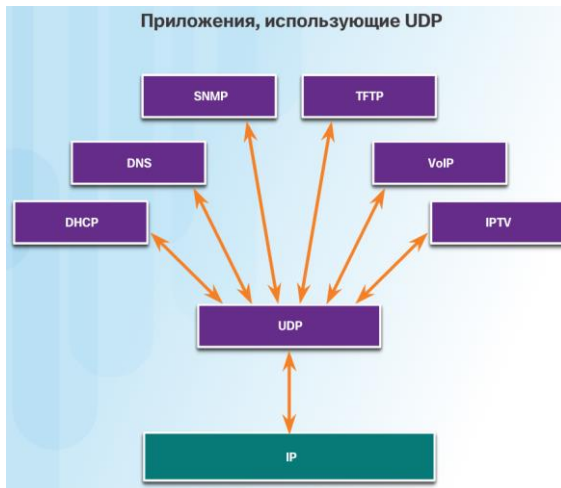 Приложения, использующие UDP
SNMP
TFTP
DNS
VoIP
DHCP
IPTV
UDP
IP